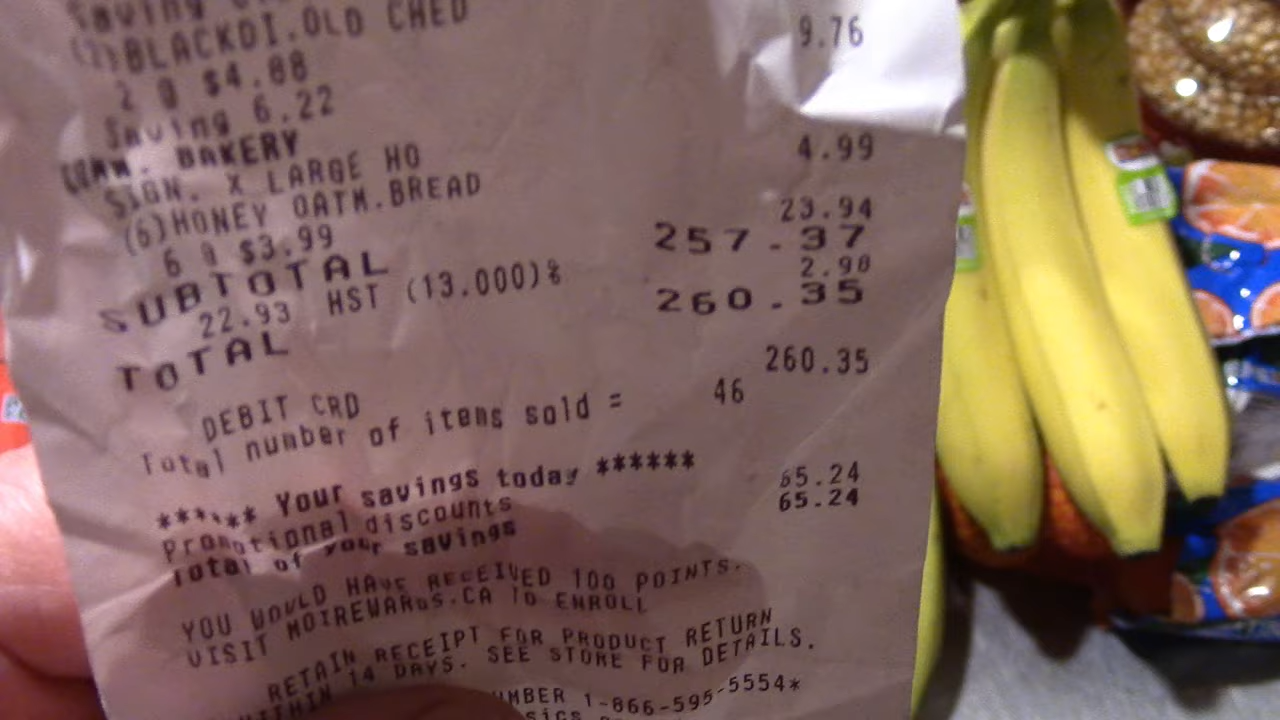 Saving
(2)BLACKDI.OLD CHED 9.76
2 @ $4.88
Saving 6.22
COMM. BAKERY
SIGN. X LARGE HO 4.99
(6)HONEY OATM.BREAD
6 @ $3.99 23.94
SUBTOTAL 257.37
22.93 HST (13.000)% 2.98
TOTAL 260.35
DEBIT CRD 260.35
Total number of items sold = 46
****** Your savings today ******
Promotional discounts 65.24
Total of your savings 65.24
YOU WOULD HAVE RECEIVED 100 POINTS.
VISIT MOIREWARDS.CA TO ENROLL
RETAIN RECEIPT FOR PRODUCT RETURN
WITHIN 14 DAYS. SEE STORE FOR DETAILS.
UMBER 1-866-595-5554*